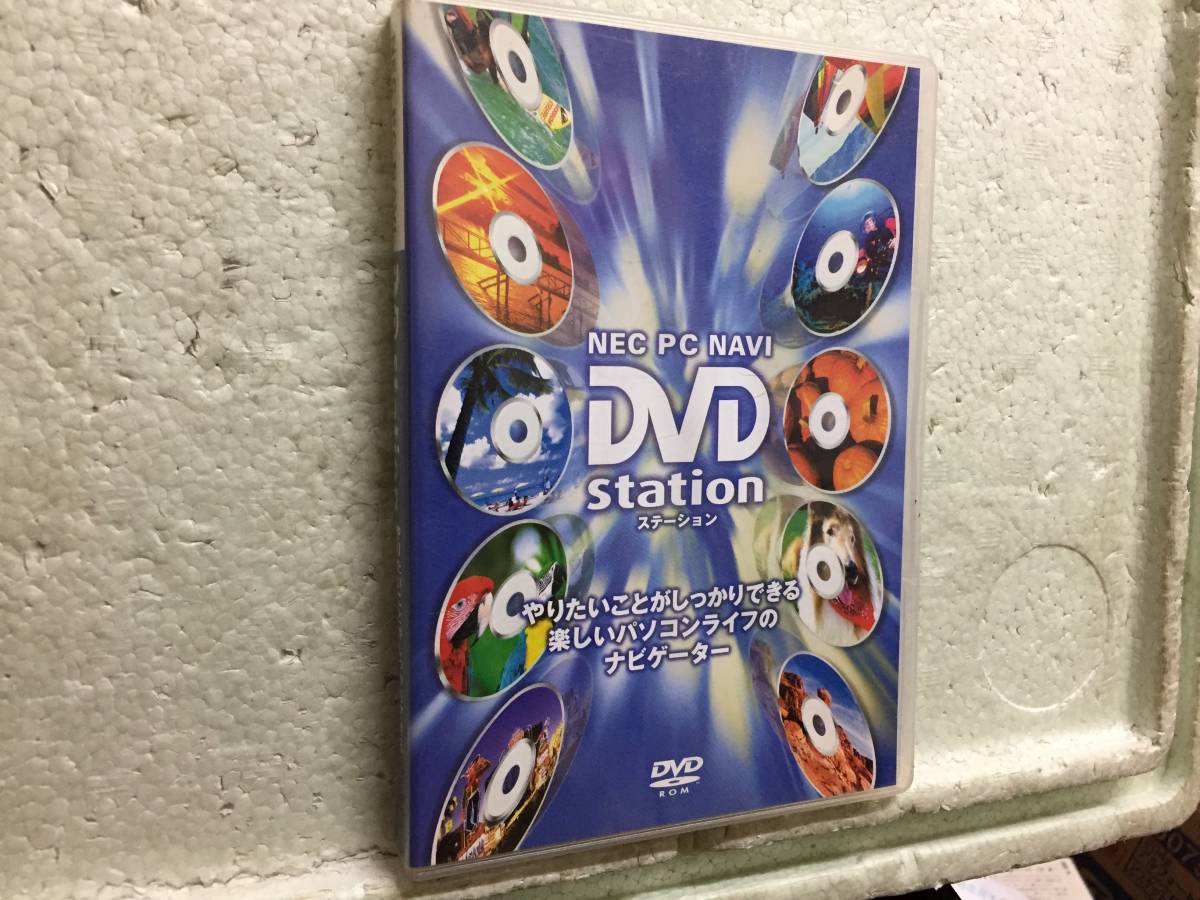 NEC PC NAVI
DVD
station
ステーション
やりたいことがしっかりできる
楽しいパソコンライフの
ナビゲーター
DVD
ROM